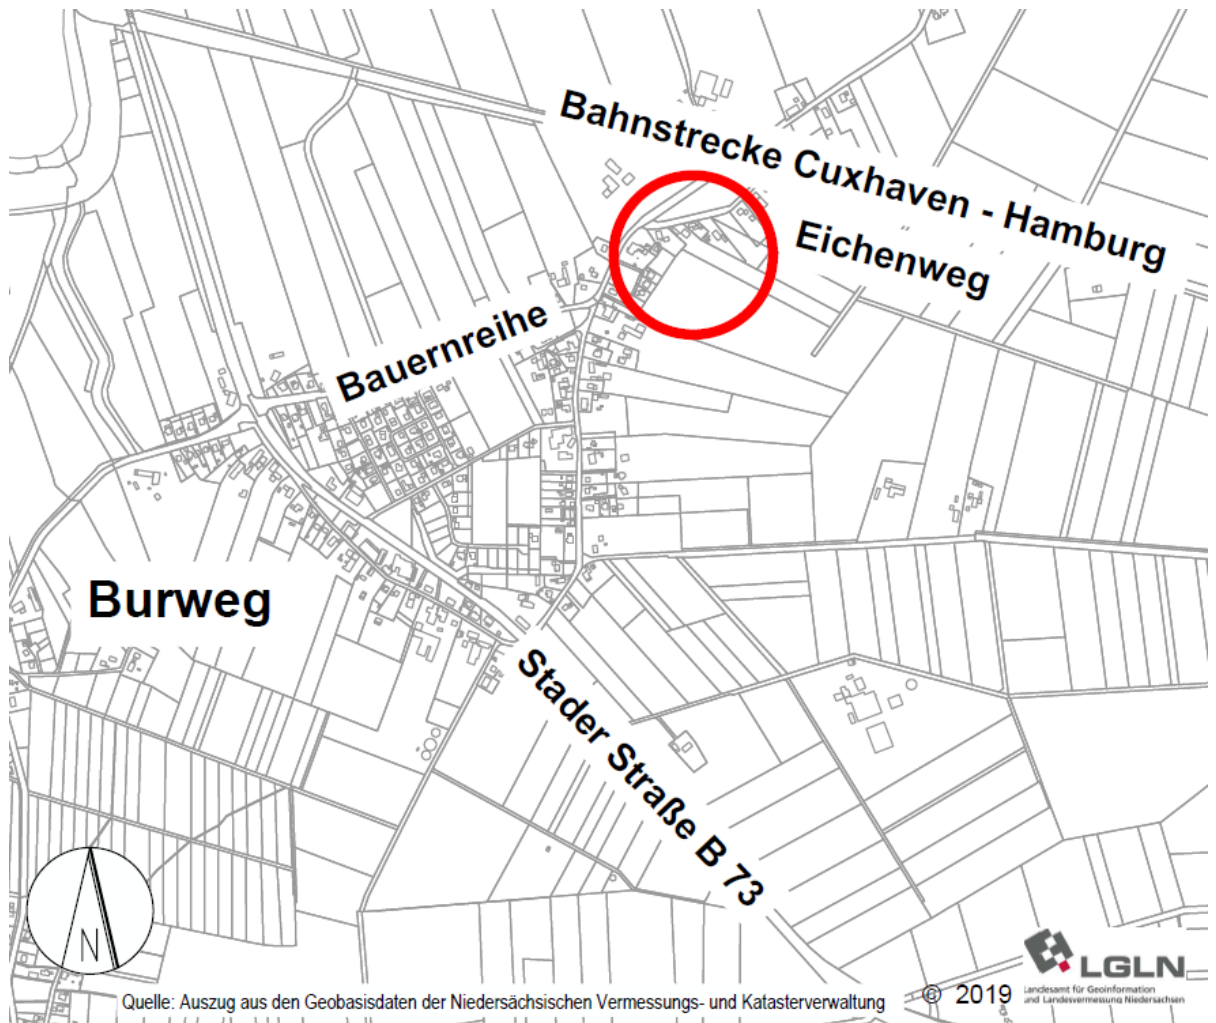 Bahnstrecke Cuxhaven - Hamburg
Eichenweg
Bauernreihe
Burweg
Stader Straße B 73
N
Quelle: Auszug aus den Geobasisdaten der Niedersächsischen Vermessungs- und Katasterverwaltung
© 2019
LGLN
Landesamt für Geoinformation
und Landesvermessung Niedersachsen